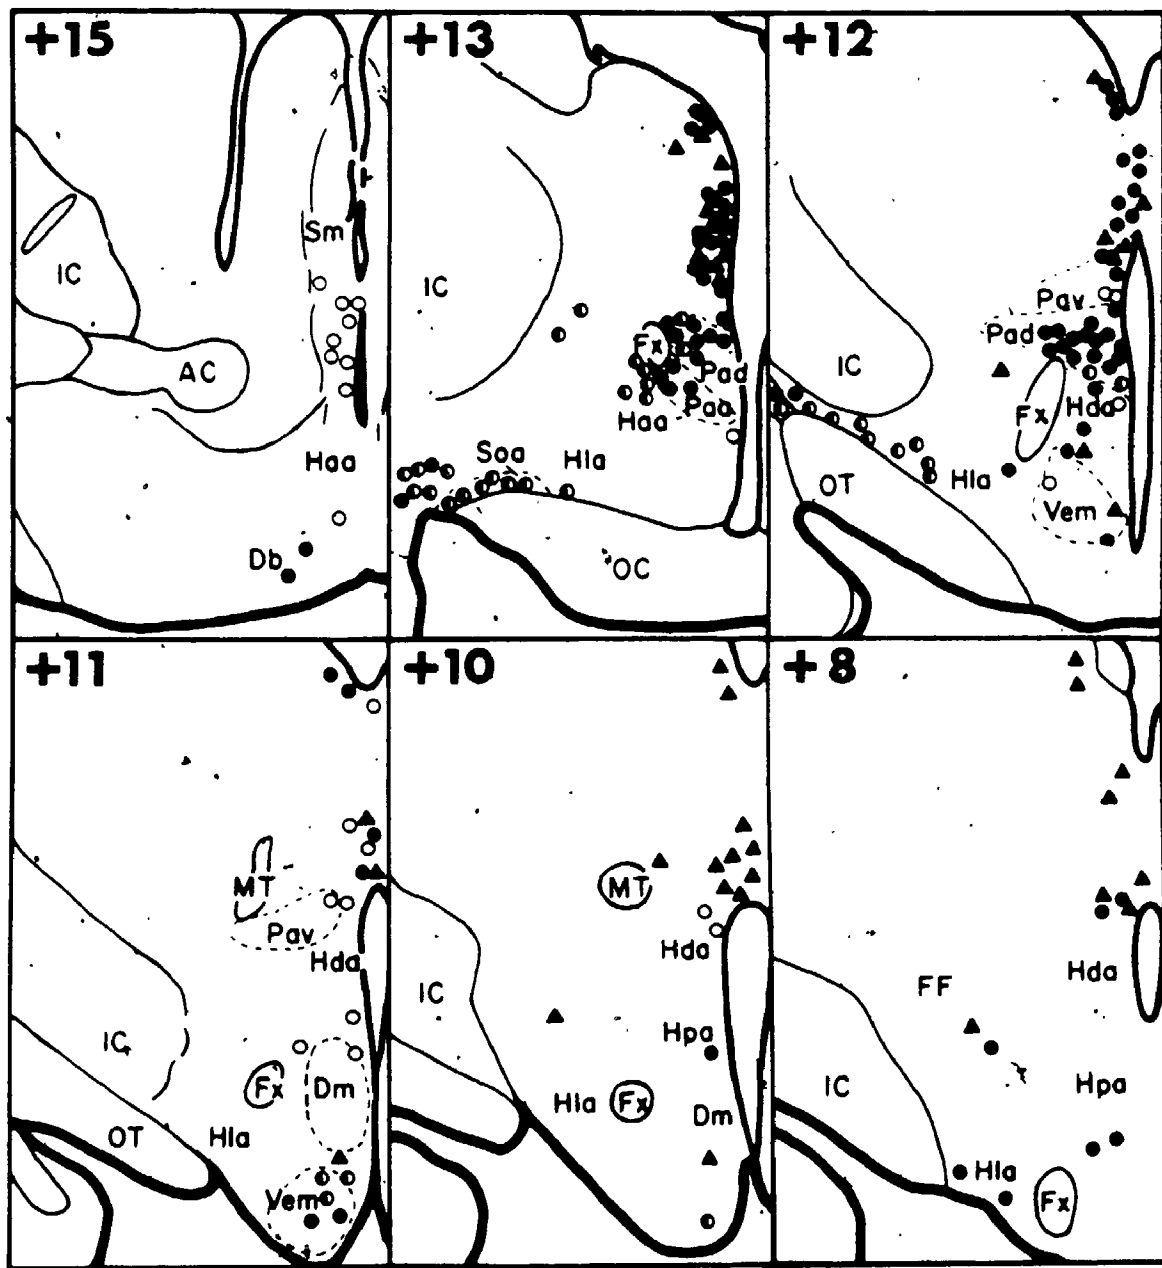 +15
Sm
IC
AC
Haa
Db
+13
IC
Fx
Pad
Paa
Haa
Soa
Hla
OC
+12
Pav
Pad
IC
Fx
Hda
OT
Hla
Vem
+11
MT
Pav
Hda
IC
Fx
Dm
OT
Hla
Vem
+10
MT
Hda
IC
Hpa
Hla
Fx
Dm
+8
FF
Hda
IC
Hpa
Hla
Fx